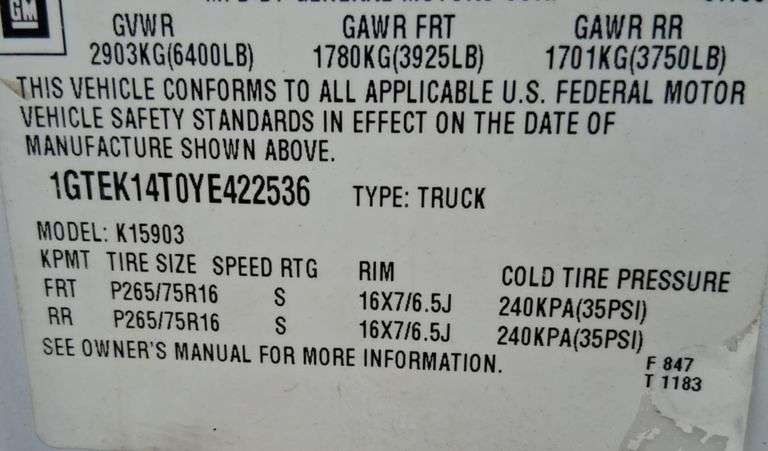 GM
GVWR GAWR FRT GAWR RR
2903KG(6400LB) 1780KG(3925LB) 1701KG(3750LB)
THIS VEHICLE CONFORMS TO ALL APPLICABLE U.S. FEDERAL MOTOR
VEHICLE SAFETY STANDARDS IN EFFECT ON THE DATE OF
MANUFACTURE SHOWN ABOVE.
1GTEK14T0YE422536 TYPE: TRUCK
MODEL: K15903
KPMT TIRE SIZE SPEED RTG RIM COLD TIRE PRESSURE
FRT P265/75R16 S 16X7/6.5J 240KPA(35PSI)
RR P265/75R16 S 16X7/6.5J 240KPA(35PSI)
SEE OWNER'S MANUAL FOR MORE INFORMATION.
F 847
T 1183